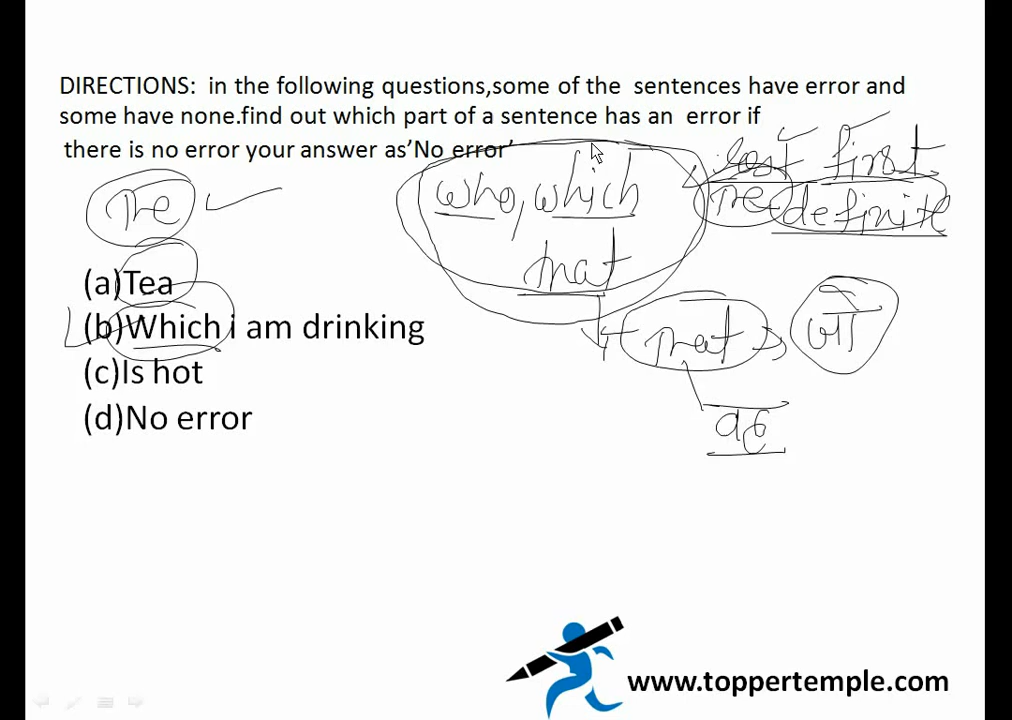 DIRECTIONS: in the following questions,some of the sentences have error and
some have none.find out which part of a sentence has an error if
there is no error your answer as'No error'
first
The definite
The
who, which
that
(a)Tea
(b)Which i am drinking
that जो
(c)Is hot
(d)No error
www.toppertemple.com